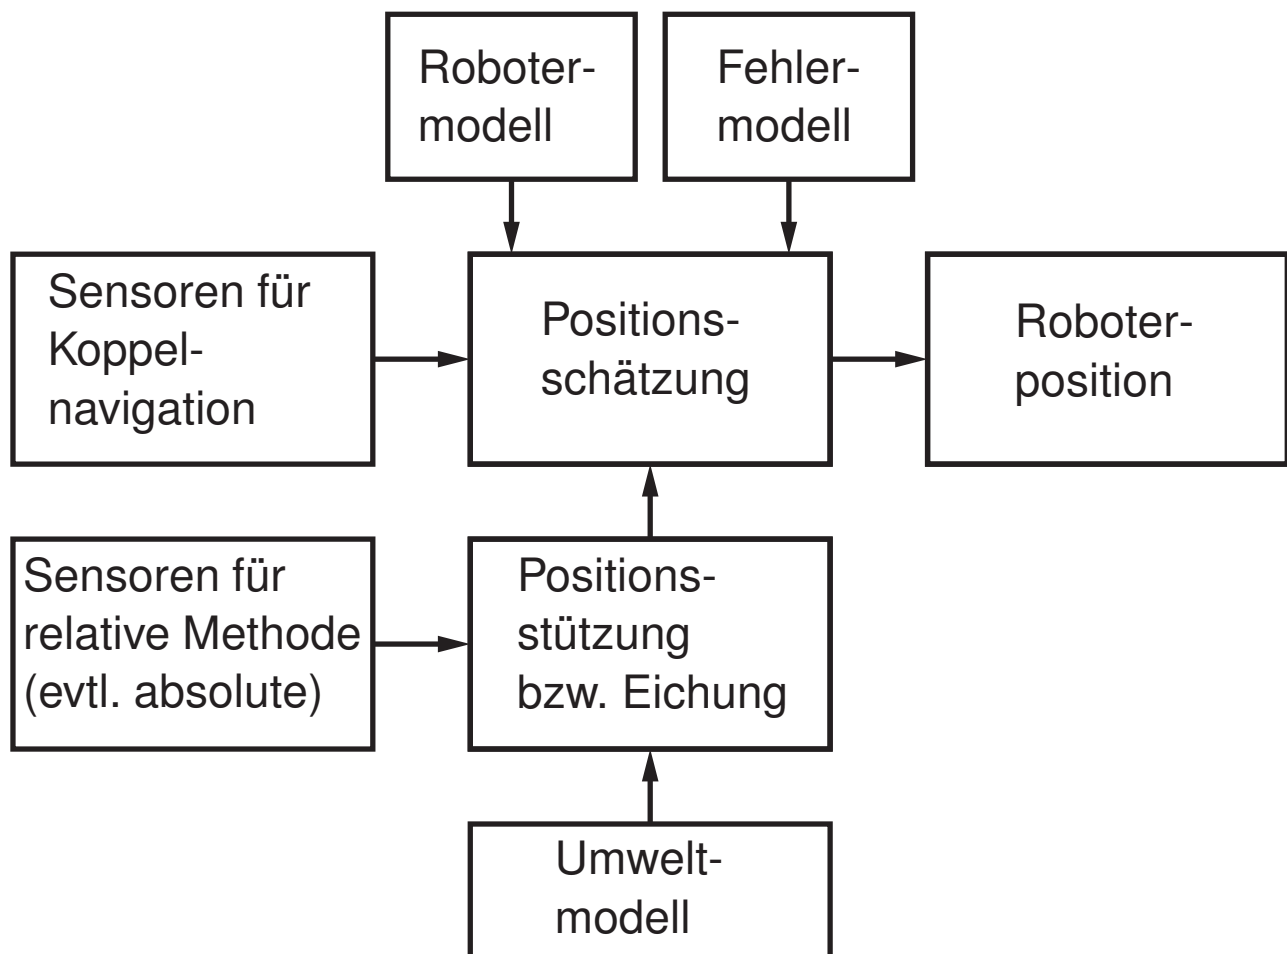 Roboter-
modell
Fehler-
modell
Sensoren für
Koppel-
navigation
Positions-
schätzung
Roboter-
position
Sensoren für
relative Methode
(evtl. absolute)
Positions-
stützung
bzw. Eichung
Umwelt-
modell